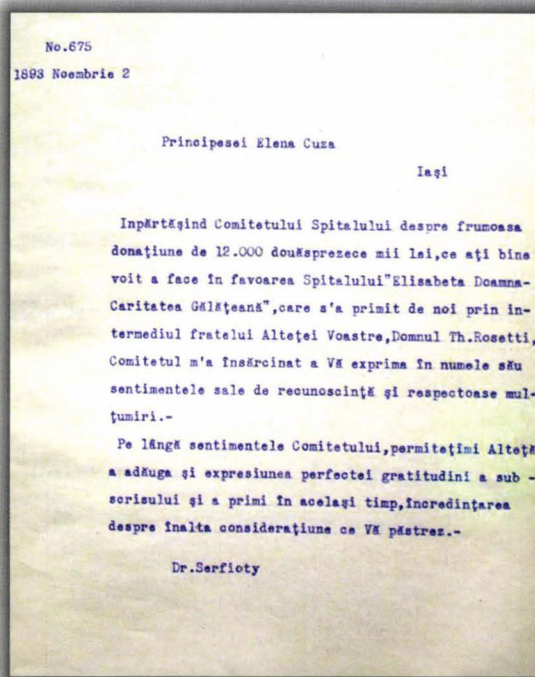 No.675
1893 Noembrie 2
Principesei Elena Cuza
Iaşi
Inpărtăşind Comitetului Spitalului despre frumoasa
donaţiune de 12.000 douăsprezece mii lei,ce aţi bine
voit a face în favoarea Spitalului"Elisabeta Doamna-
Caritatea Gălăţeană",care s'a primit de noi prin in-
termediul fratelui Alteţei Voastre,Domnul Th.Rosetti,
Comitetul m'a însărcinat a Vă exprima în numele său
sentimentele sale de recunoscinţă şi respectoase mul-
ţumiri.-
Pe lângă sentimentele Comitetului,permiteţimi Alteţă
a adăuga şi expresiunea perfectei gratitudini a sub -
scrisului şi a primi în acelaşi timp,încredinţarea
despre înalta consideraţiune ce Vă păstrez.-
Dr.Serfioty